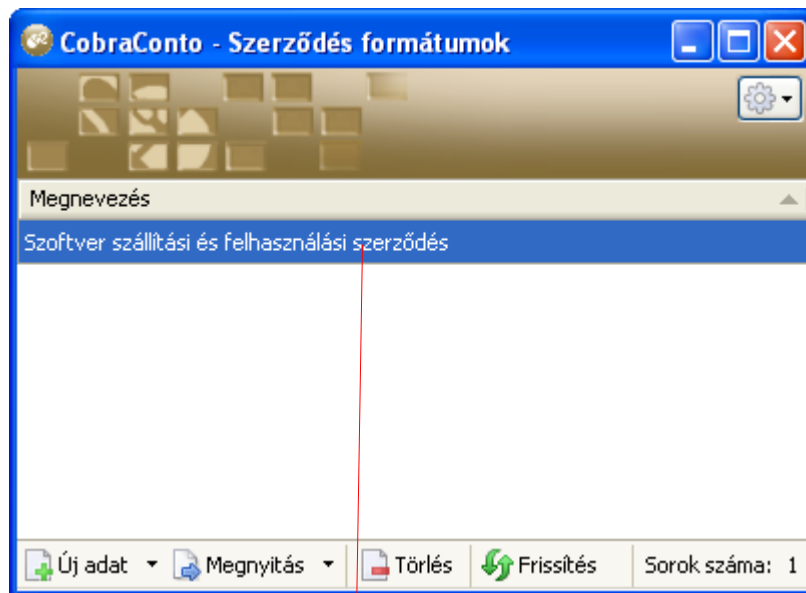 CobraConto - Szerződés formátumok
Megnevezés
Szoftver szállítási és felhasználási szerződés
Új adat Megnyitás Törlés Frissítés Sorok száma: 1